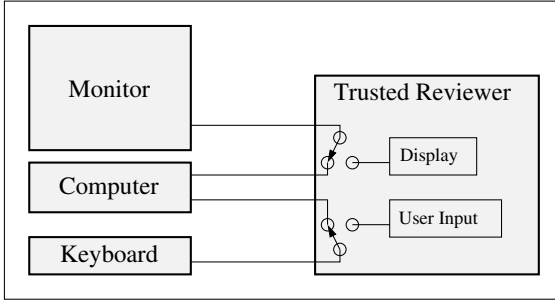 Monitor
Trusted Reviewer
Display
Computer
User Input
Keyboard